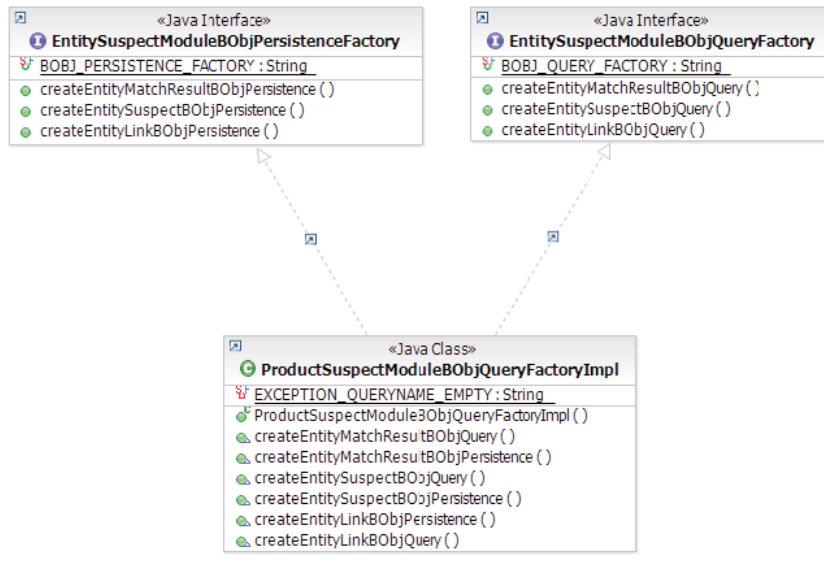 «Java Interface»
EntitySuspectModuleBObjPersistenceFactory
BOBJ_PERSISTENCE_FACTORY : String
createEntityMatchResultBObjPersistence ( )
createEntitySuspectBObjPersistence ( )
createEntityLinkBObjPersistence ( )
«Java Interface»
EntitySuspectModuleBObjQueryFactory
BOBJ_QUERY_FACTORY : String
createEntityMatchResultBObjQuery ( )
createEntitySuspectBObjQuery ( )
createEntityLinkBObjQuery ( )
«Java Class»
ProductSuspectModuleBObjQueryFactoryImpl
EXCEPTION_QUERYNAME_EMPTY : String
ProductSuspectModuleBObjQueryFactoryImpl ( )
createEntityMatchResultBObjQuery ( )
createEntityMatchResultBObjPersistence ( )
createEntitySuspectBObjQuery ( )
createEntitySuspectBObjPersistence ( )
createEntityLinkBObjPersistence ( )
createEntityLinkBObjQuery ( )